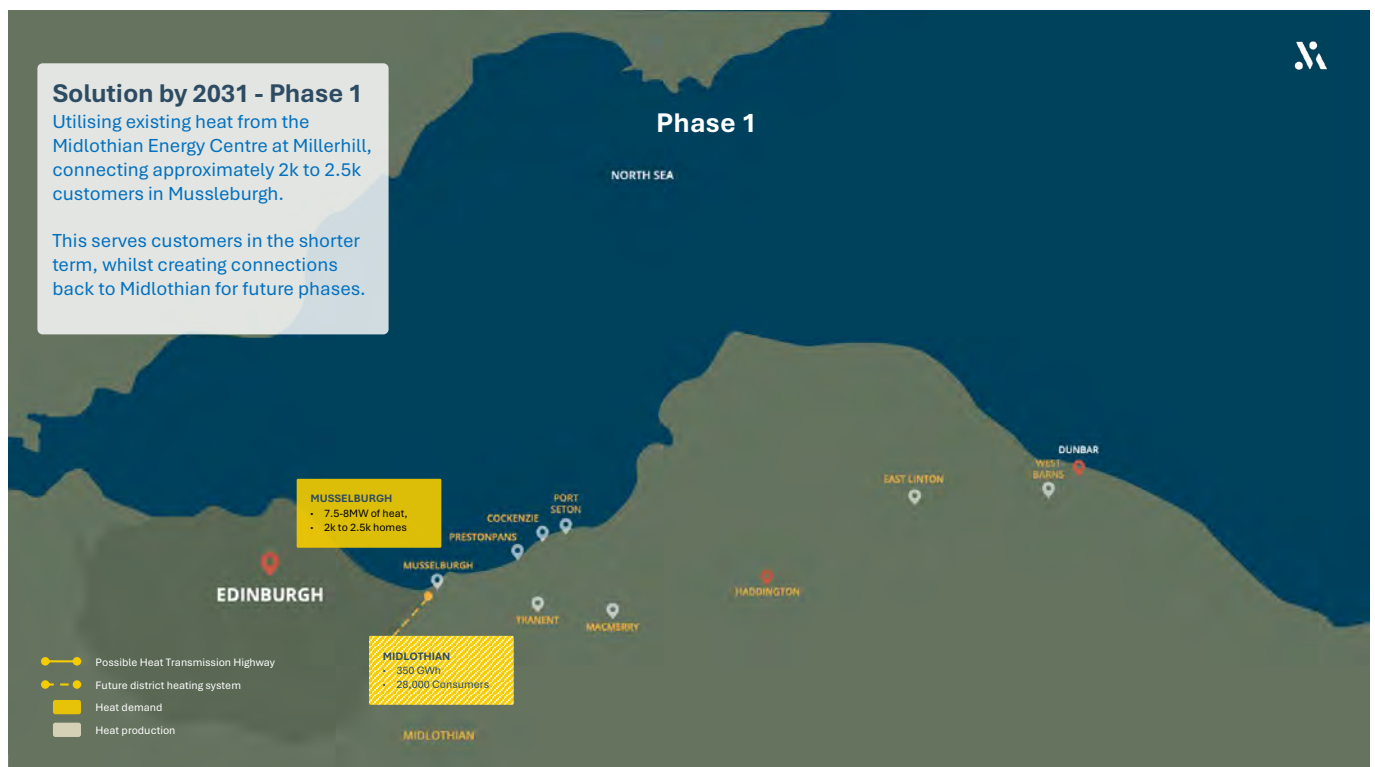 Solution by 2031 - Phase 1
Utilising existing heat from the
Midlothian Energy Centre at Millerhill,
connecting approximately 2k to 2.5k
customers in Mussleburgh.
This serves customers in the shorter
term, whilst creating connections
back to Midlothian for future phases.
Phase 1
NORTH SEA
DUNBAR
WEST
BARNS
EAST LINTON
MUSSELBURGH
• 7.5-8MW of heat,
• 2k to 2.5k homes
PORT
SETON
COCKENZIE
PRESTONPANS
MUSSELBURGH
EDINBURGH
HADDINGTON
TRANENT
MACMERRY
MIDLOTHIAN
• 350 GWh
• 28,000 Consumers
Possible Heat Transmission Highway
Future district heating system
Heat demand
Heat production
MIDLOTHIAN